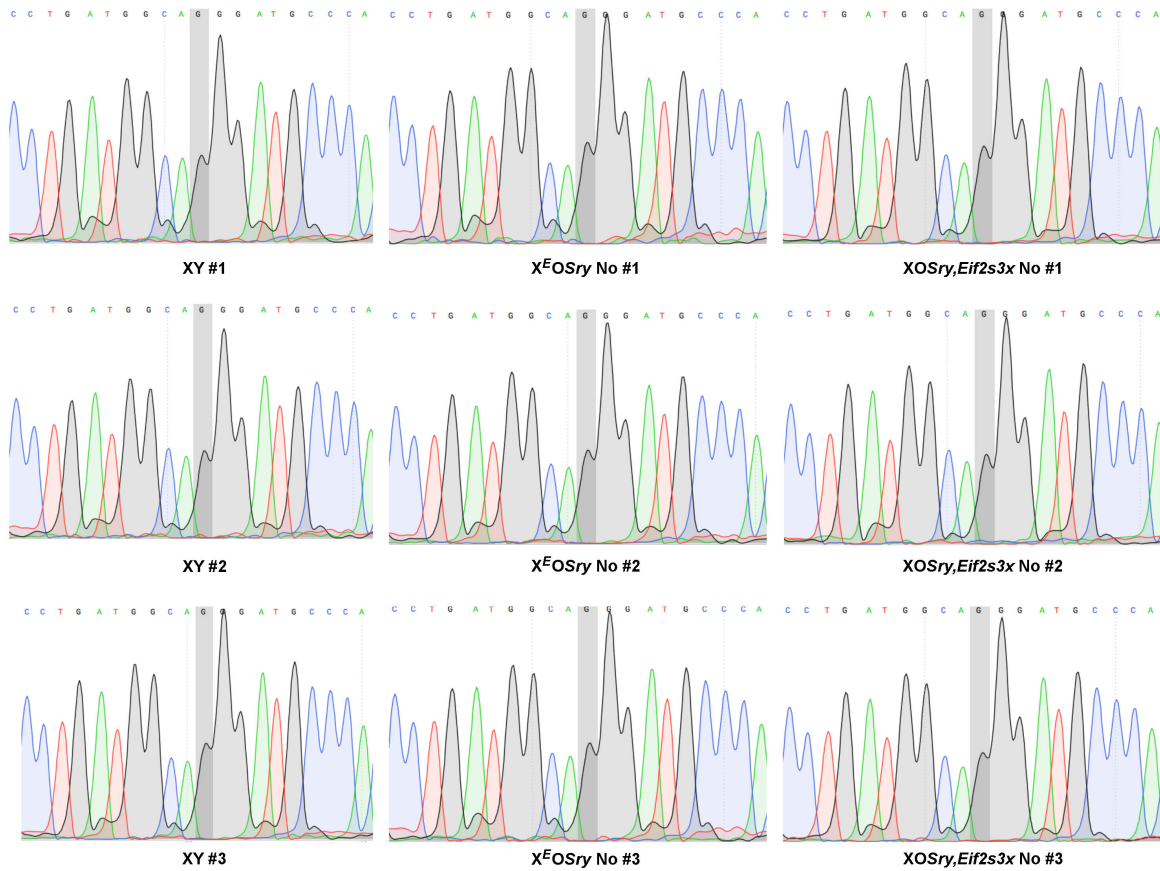 C C T G A T G G C A G G G A T G C C C A
C C T G A T G G C A G G G A T G C C C A
C C T G A T G G C A G G G A T G C C C A
XY #1
XᴱOSry No #1
XOSry,Eif2s3x No #1
C C T G A T G G C A G G G A T G C C C A
C C T G A T G G C A G G G A T G C C C A
C C T G A T G G C A G G G A T G C C C A
XY #2
XᴱOSry No #2
XOSry,Eif2s3x No #2
C C T G A T G G C A G G G A T G C C C A
C C T G A T G G C A G G G A T G C C C A
C C T G A T G G C A G G G A T G C C C A
XY #3
XᴱOSry No #3
XOSry,Eif2s3x No #3